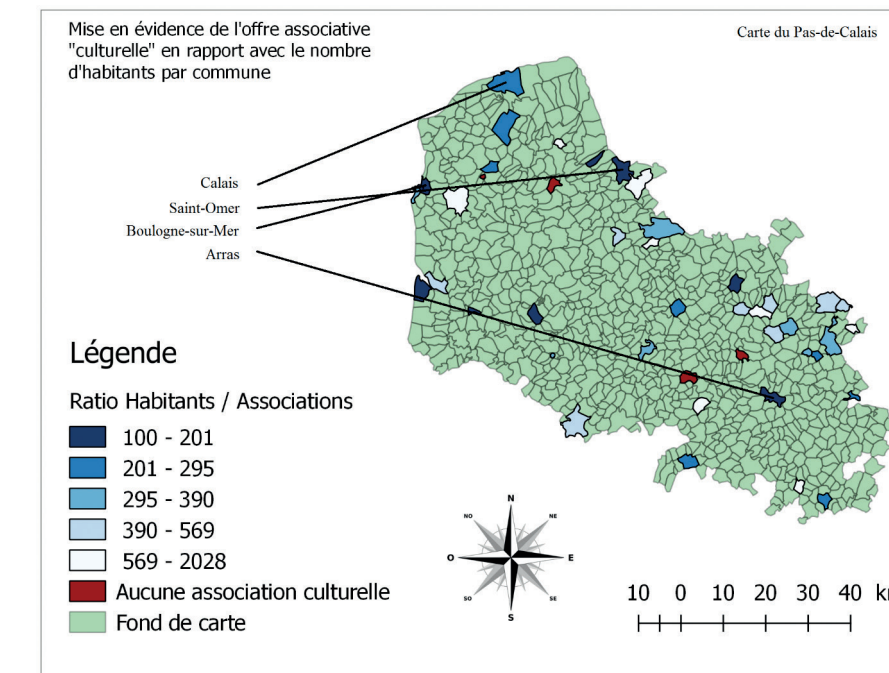 Mise en évidence de l'offre associative
"culturelle" en rapport avec le nombre
d'habitants par commune
Carte du Pas-de-Calais
Calais
Saint-Omer
Boulogne-sur-Mer
Arras
Légende
Ratio Habitants / Associations
100 - 201
201 - 295
295 - 390
390 - 569
569 - 2028
Aucune association culturelle
Fond de carte
N
NO
NE
O
E
SO
SE
S
10 0 10 20 30 40 km